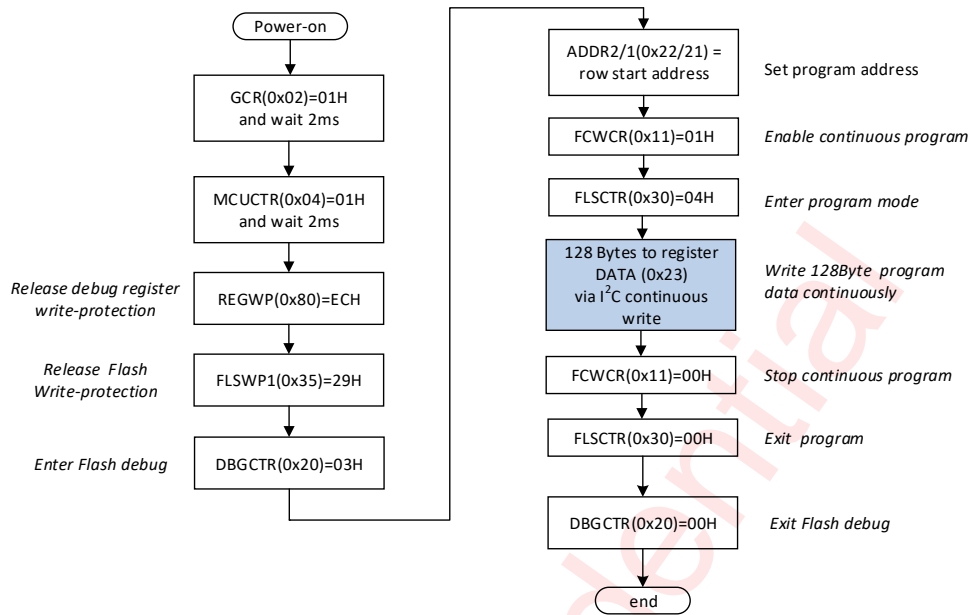 Power-on
GCR(0x02)=01H
and wait 2ms
MCUCTR(0x04)=01H
and wait 2ms
Release debug register
write-protection
REGWP(0x80)=ECH
Release Flash
Write-protection
FLSWP1(0x35)=29H
Enter Flash debug
DBGCTR(0x20)=03H
ADDR2/1(0x22/21) =
row start address
Set program address
FCWCR(0x11)=01H
Enable continuous program
FLSCTR(0x30)=04H
Enter program mode
128 Bytes to register
DATA (0x23)
via I²C continuous
write
Write 128Byte program
data continuously
FCWCR(0x11)=00H
Stop continuous program
FLSCTR(0x30)=00H
Exit program
DBGCTR(0x20)=00H
Exit Flash debug
end